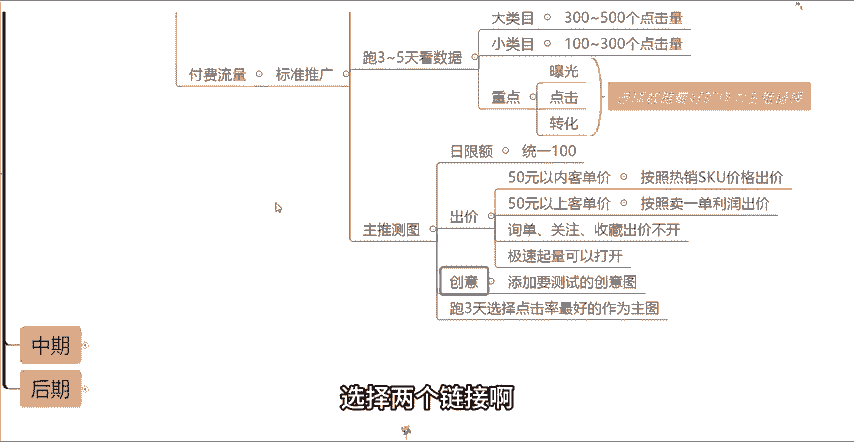 大类目 300~500个点击量
小类目 100~300个点击量
跑3~5天看数据
付费流量 标准推广
曝光
重点 点击
转化
日限额 统一100
50元以内客单价 按照热销SKU价格出价
50元以上客单价 按照卖一单利润出价
出价
主推测图
询单、关注、收藏出价不开
极速起量可以打开
创意 添加要测试的创意图
跑3天选择点击率最好的作为主图
中期
后期
选择两个链接啊